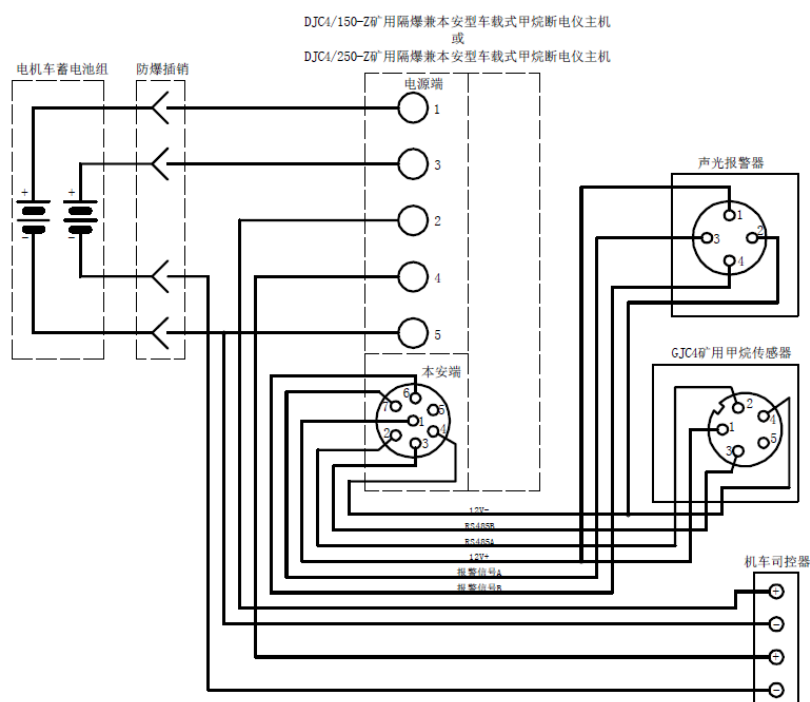 DJC4/150-Z矿用隔爆兼本安型车载式甲烷断电仪主机
或
DJC4/250-Z矿用隔爆兼本安型车载式甲烷断电仪主机
电机车蓄电池组
防爆插销
电源端
1
3
2
4
5
+
+
-
-
声光报警器
1
2
3
4
本安端
6
7
5
1
4
2
3
GJC4矿用甲烷传感器
2
4
1
5
3
12V-
RS485B
RS485A
12V+
报警信号A
报警信号B
机车司控器
+
-
+
-